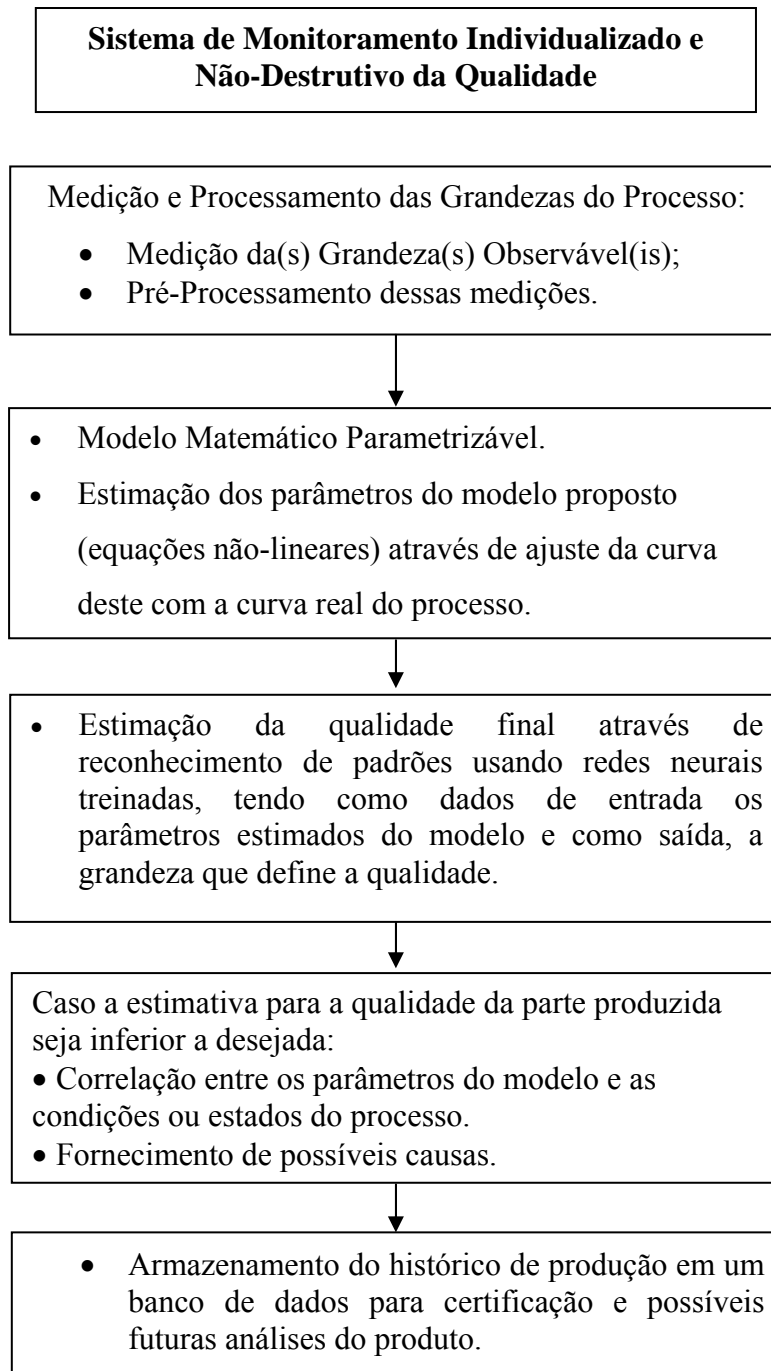 Sistema de Monitoramento Individualizado e
Não-Destrutivo da Qualidade
Medição e Processamento das Grandezas do Processo:
• Medição da(s) Grandeza(s) Observável(is);
• Pré-Processamento dessas medições.
• Modelo Matemático Parametrizável.
• Estimação dos parâmetros do modelo proposto
(equações não-lineares) através de ajuste da curva
deste com a curva real do processo.
• Estimação da qualidade final através de
reconhecimento de padrões usando redes neurais
treinadas, tendo como dados de entrada os
parâmetros estimados do modelo e como saída, a
grandeza que define a qualidade.
Caso a estimativa para a qualidade da parte produzida
seja inferior a desejada:
• Correlação entre os parâmetros do modelo e as
condições ou estados do processo.
• Fornecimento de possíveis causas.
• Armazenamento do histórico de produção em um
banco de dados para certificação e possíveis
futuras análises do produto.